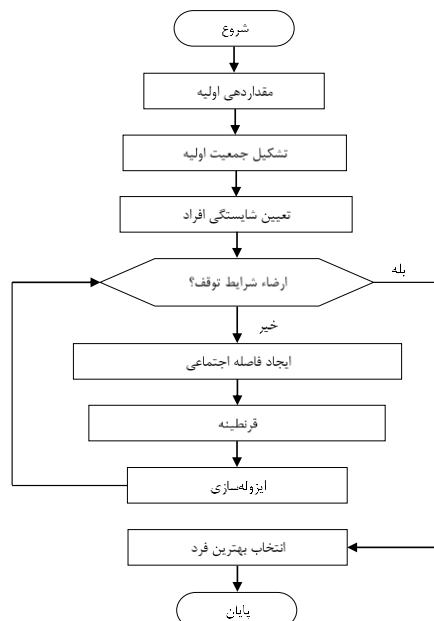 شروع
مقداردهی اولیه
تشکیل جمعیت اولیه
تعیین شایستگی افراد
ارضاء شرایط توقف؟
بله
خیر
ایجاد فاصله اجتماعی
قرنطینه
ایزوله‌سازی
انتخاب بهترین فرد
پایان